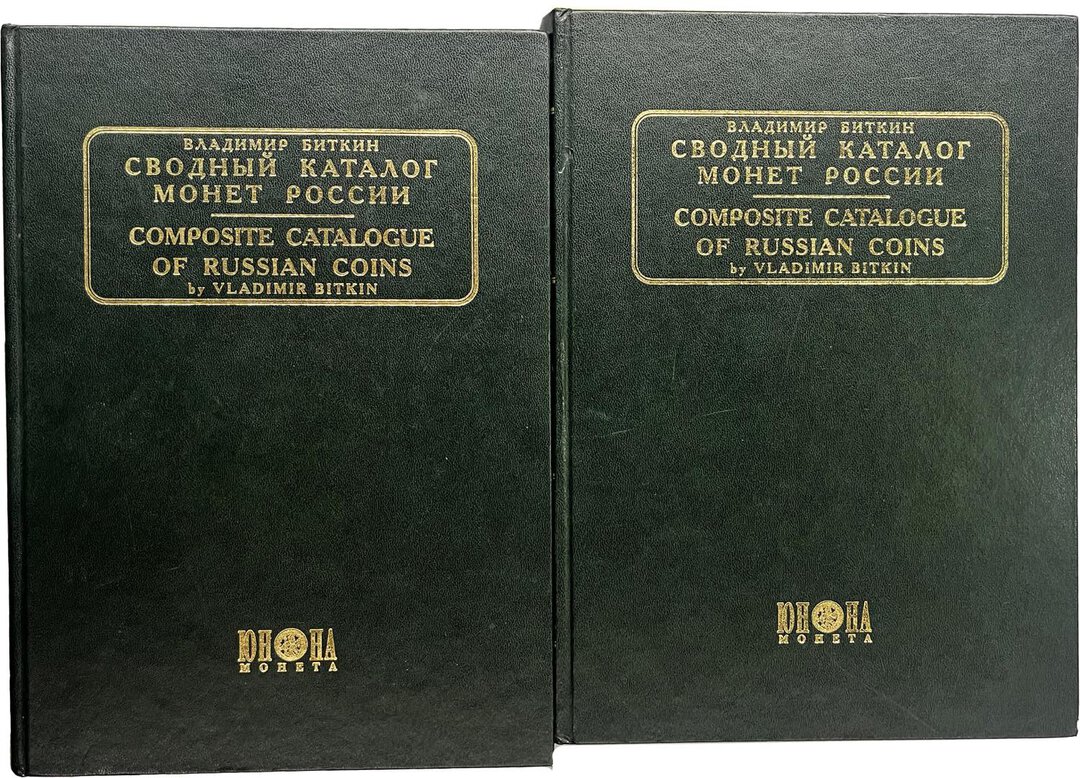 ВЛАДИМИР БИТКИН
СВОДНЫЙ КАТАЛОГ
МОНЕТ РОССИИ
COMPOSITE CATALOGUE
OF RUSSIAN COINS
by VLADIMIR BITKIN
ЮНОНА
МОНЕТА
ВЛАДИМИР БИТКИН
СВОДНЫЙ КАТАЛОГ
МОНЕТ РОССИИ
COMPOSITE CATALOGUE
OF RUSSIAN COINS
by VLADIMIR BITKIN
ЮНОНА
МОНЕТА